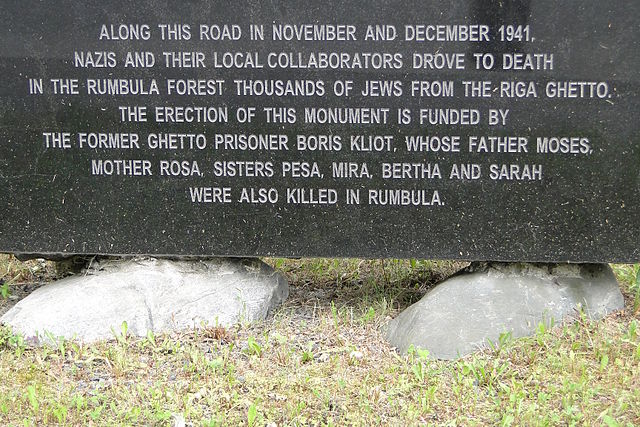 ALONG THIS ROAD IN NOVEMBER AND DECEMBER 1941,
NAZIS AND THEIR LOCAL COLLABORATORS DROVE TO DEATH
IN THE RUMBULA FOREST THOUSANDS OF JEWS FROM THE RIGA GHETTO.
THE ERECTION OF THIS MONUMENT IS FUNDED BY
THE FORMER GHETTO PRISONER BORIS KLIOT, WHOSE FATHER MOSES,
MOTHER ROSA, SISTERS PESA, MIRA, BERTHA AND SARAH
WERE ALSO KILLED IN RUMBULA.